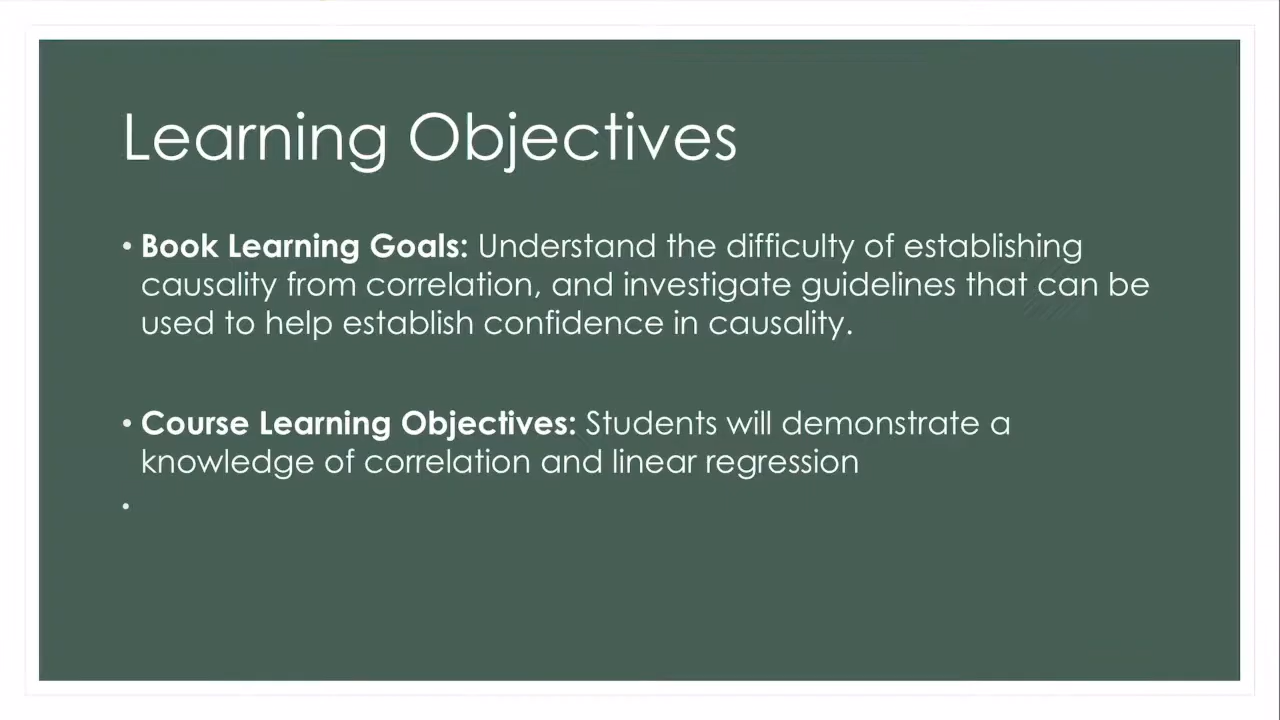 Learning Objectives
• Book Learning Goals: Understand the difficulty of establishing
causality from correlation, and investigate guidelines that can be
used to help establish confidence in causality.
• Course Learning Objectives: Students will demonstrate a
knowledge of correlation and linear regression
•